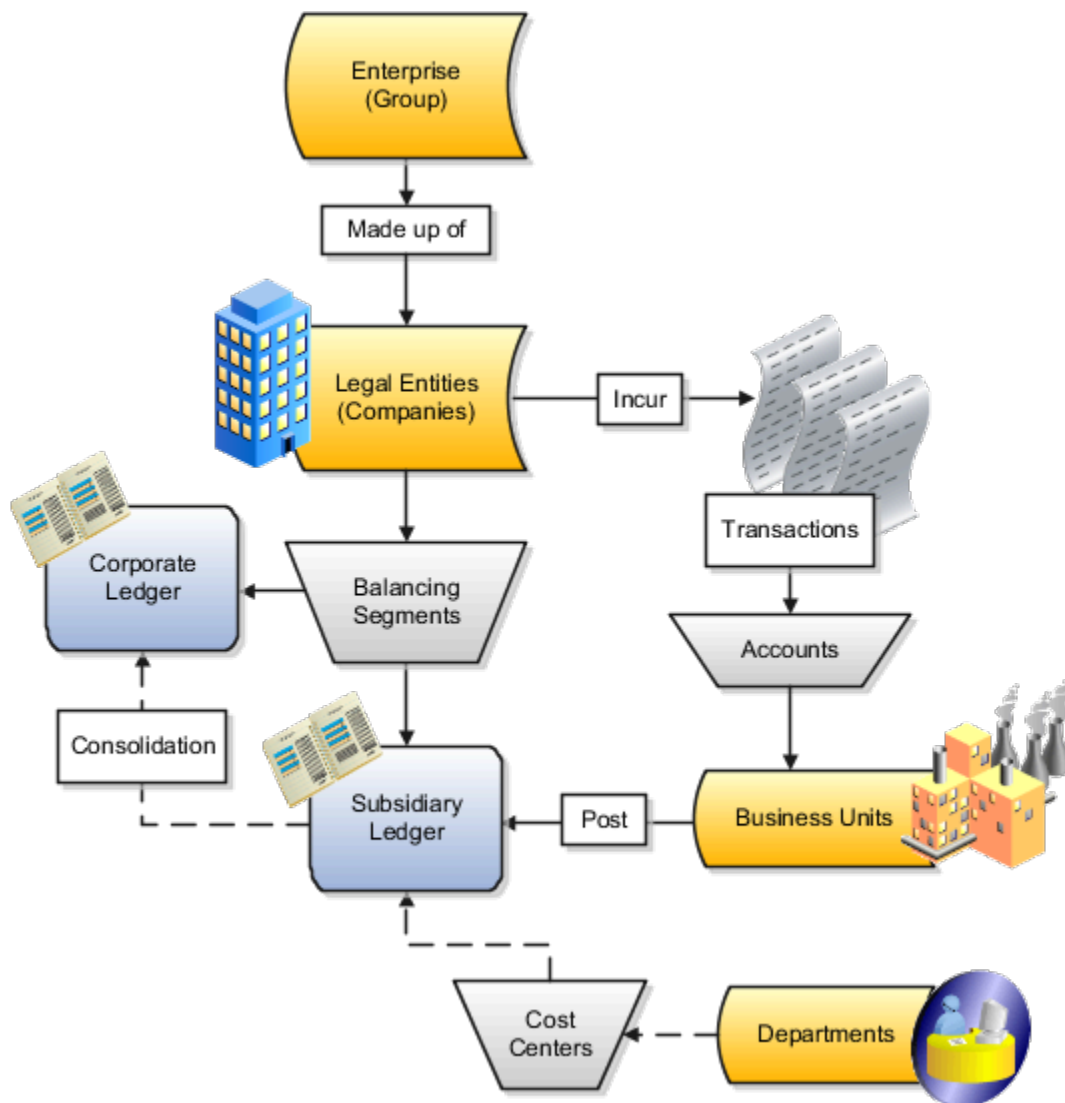 Enterprise
(Group)
Made up of
Legal Entities
(Companies)
Incur
Transactions
Corporate
Ledger
Balancing
Segments
Accounts
Consolidation
Subsidiary
Ledger
Post
Business Units
Cost
Centers
Departments